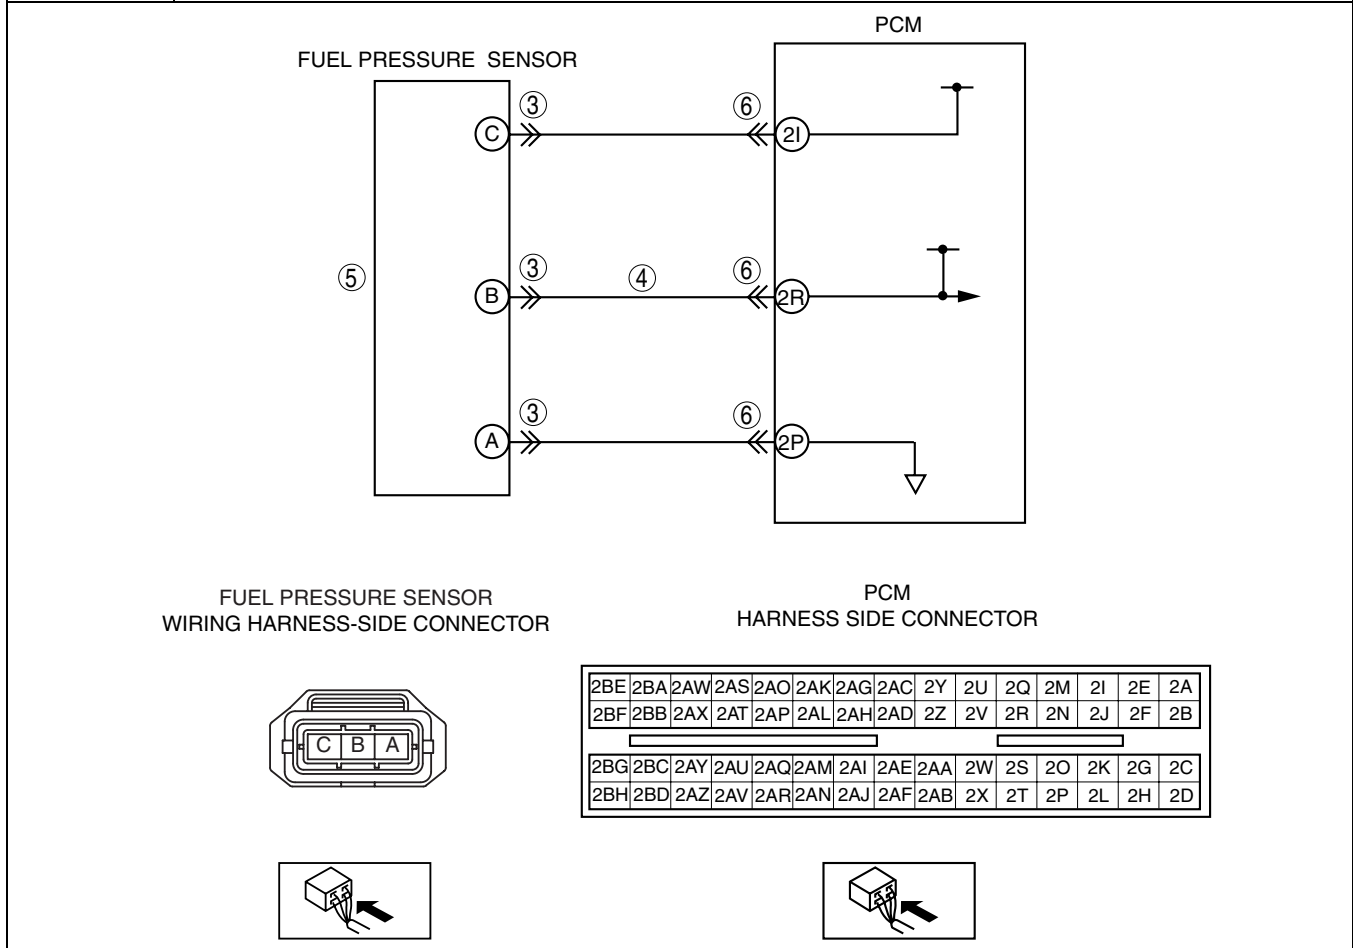 PCM
FUEL PRESSURE SENSOR
③ ⑥
C 2I
③ ④ ⑥
⑤ B 2R
③ ⑥
A 2P
FUEL PRESSURE SENSOR
WIRING HARNESS-SIDE CONNECTOR
PCM
HARNESS SIDE CONNECTOR
C B A
2BE 2BA 2AW 2AS 2AO 2AK 2AG 2AC 2Y 2U 2Q 2M 2I 2E 2A
2BF 2BB 2AX 2AT 2AP 2AL 2AH 2AD 2Z 2V 2R 2N 2J 2F 2B
2BG 2BC 2AY 2AU 2AQ 2AM 2AI 2AE 2AA 2W 2S 2O 2K 2G 2C
2BH 2BD 2AZ 2AV 2AR 2AN 2AJ 2AF 2AB 2X 2T 2P 2L 2H 2D